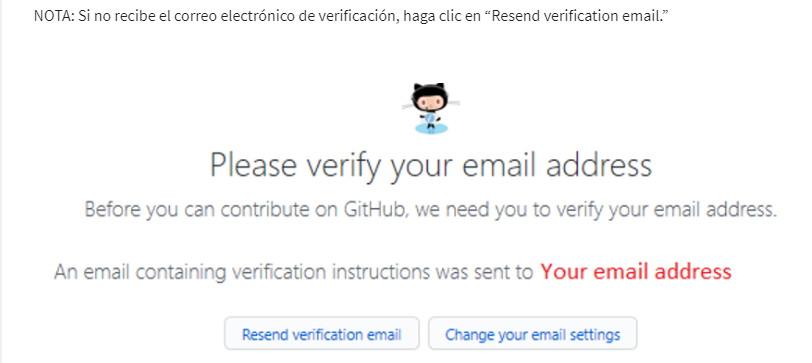 NOTA: Si no recibe el correo electrónico de verificación, haga clic en “Resend verification email.”
Please verify your email address
Before you can contribute on GitHub, we need you to verify your email address.
An email containing verification instructions was sent to Your email address
Resend verification email
Change your email settings